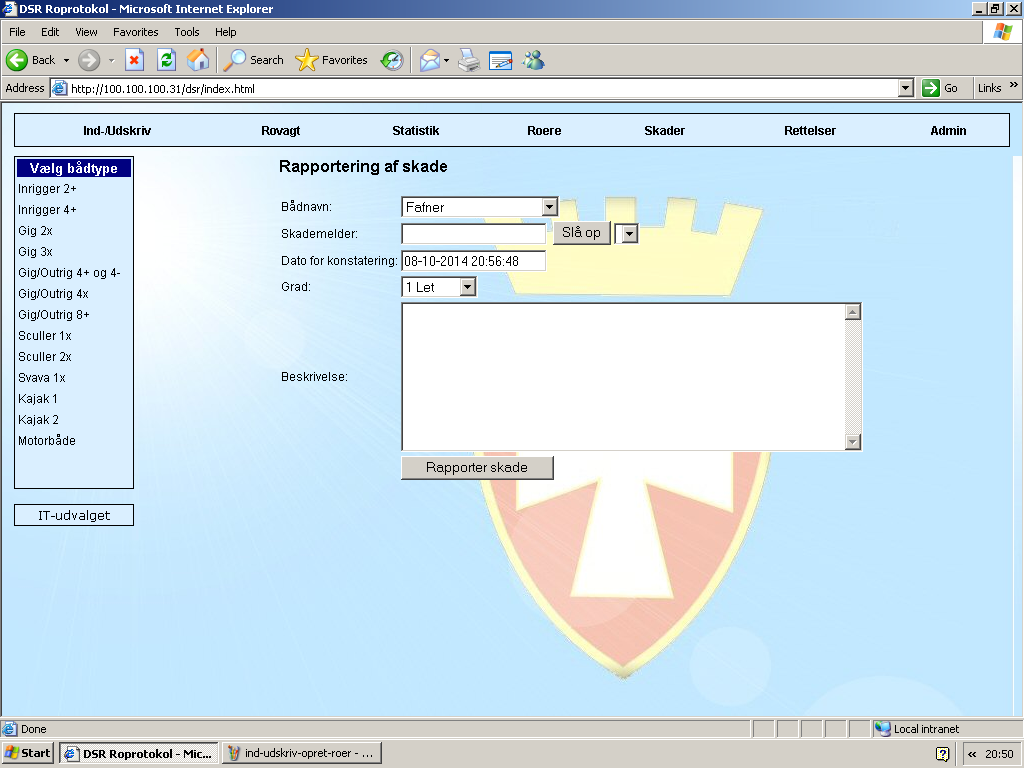 DSR Roprotokol - Microsoft Internet Explorer
File Edit View Favorites Tools Help
Back Search Favorites
Address http://100.100.100.31/dsr/index.html Go Links »
Ind-/Udskriv Rovagt Statistik Roere Skader Rettelser Admin
Vælg bådtype
Inrigger 2+
Inrigger 4+
Gig 2x
Gig 3x
Gig/Outrig 4+ og 4-
Gig/Outrig 4x
Gig/Outrig 8+
Sculler 1x
Sculler 2x
Svava 1x
Kajak 1
Kajak 2
Motorbåde
IT-udvalget
Rapportering af skade
Bådnavn: Fafner
Skademelder: Slå op
Dato for konstatering: 08-10-2014 20:56:48
Grad: 1 Let
Beskrivelse:
Rapporter skade
Done Local intranet
Start DSR Roprotokol - Mic... ind-udskriv-opret-roer - ... « 20:50